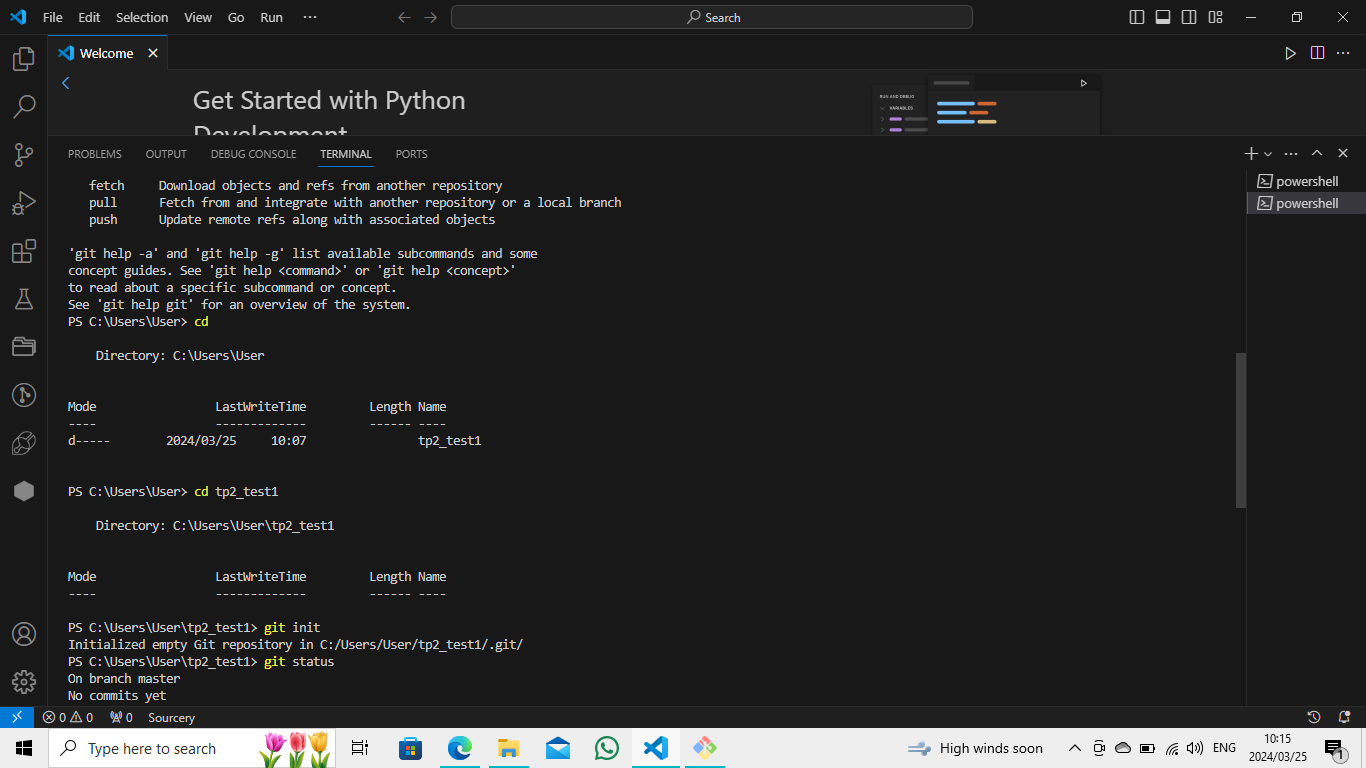 File Edit Selection View Go Run ··· Search
Welcome
Get Started with Python
Development
RUN AND DEBUG
VARIABLES
PROBLEMS OUTPUT DEBUG CONSOLE TERMINAL PORTS
powershell
powershell
fetch Download objects and refs from another repository
pull Fetch from and integrate with another repository or a local branch
push Update remote refs along with associated objects
'git help -a' and 'git help -g' list available subcommands and some
concept guides. See 'git help <command>' or 'git help <concept>'
to read about a specific subcommand or concept.
See 'git help git' for an overview of the system.
PS C:\Users\User> cd
Directory: C:\Users\User
Mode LastWriteTime Length Name
---- ------------- ------ ----
d----- 2024/03/25 10:07 tp2_test1
PS C:\Users\User> cd tp2_test1
Directory: C:\Users\User\tp2_test1
Mode LastWriteTime Length Name
---- ------------- ------ ----
PS C:\Users\User\tp2_test1> git init
Initialized empty Git repository in C:/Users/User/tp2_test1/.git/
PS C:\Users\User\tp2_test1> git status
On branch master
No commits yet
0 0 0 Sourcery
Type here to search High winds soon ENG 10:15
2024/03/25 1